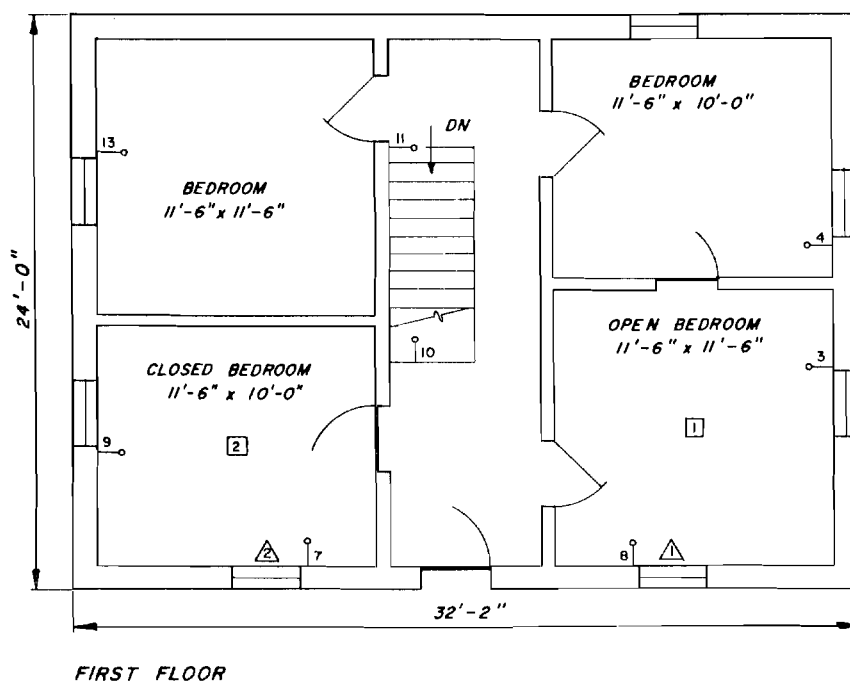 BEDROOM
11'-6" x 10'-0"
DN
11
13
BEDROOM
11'-6" x 11'-6"
4
24'-0"
OPEN BEDROOM
11'-6" x 11'-6"
10
3
CLOSED BEDROOM
11'-6" x 10'-0"
2
1
9
2
7
8
1
32'-2"
FIRST FLOOR